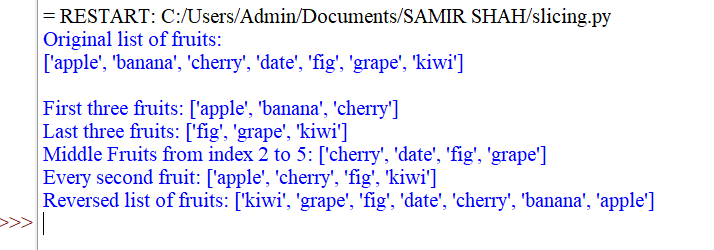 = RESTART: C:/Users/Admin/Documents/SAMIR SHAH/slicing.py
Original list of fruits:
['apple', 'banana', 'cherry', 'date', 'fig', 'grape', 'kiwi']
First three fruits: ['apple', 'banana', 'cherry']
Last three fruits: ['fig', 'grape', 'kiwi']
Middle Fruits from index 2 to 5: ['cherry', 'date', 'fig', 'grape']
Every second fruit: ['apple', 'cherry', 'fig', 'kiwi']
Reversed list of fruits: ['kiwi', 'grape', 'fig', 'date', 'cherry', 'banana', 'apple']
>>>